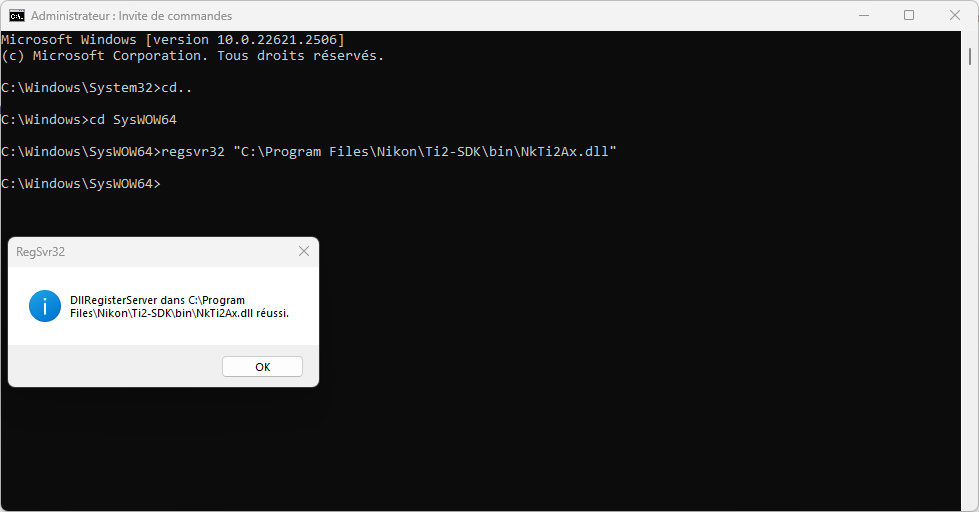 Administrateur : Invite de commandes
Microsoft Windows [version 10.0.22621.2506]
(c) Microsoft Corporation. Tous droits réservés.
C:\Windows\System32>cd..
C:\Windows>cd SysWOW64
C:\Windows\SysWOW64>regsvr32 "C:\Program Files\Nikon\Ti2-SDK\bin\NkTi2Ax.dll"
C:\Windows\SysWOW64>
RegSvr32
DllRegisterServer dans C:\Program
Files\Nikon\Ti2-SDK\bin\NkTi2Ax.dll réussi.
OK